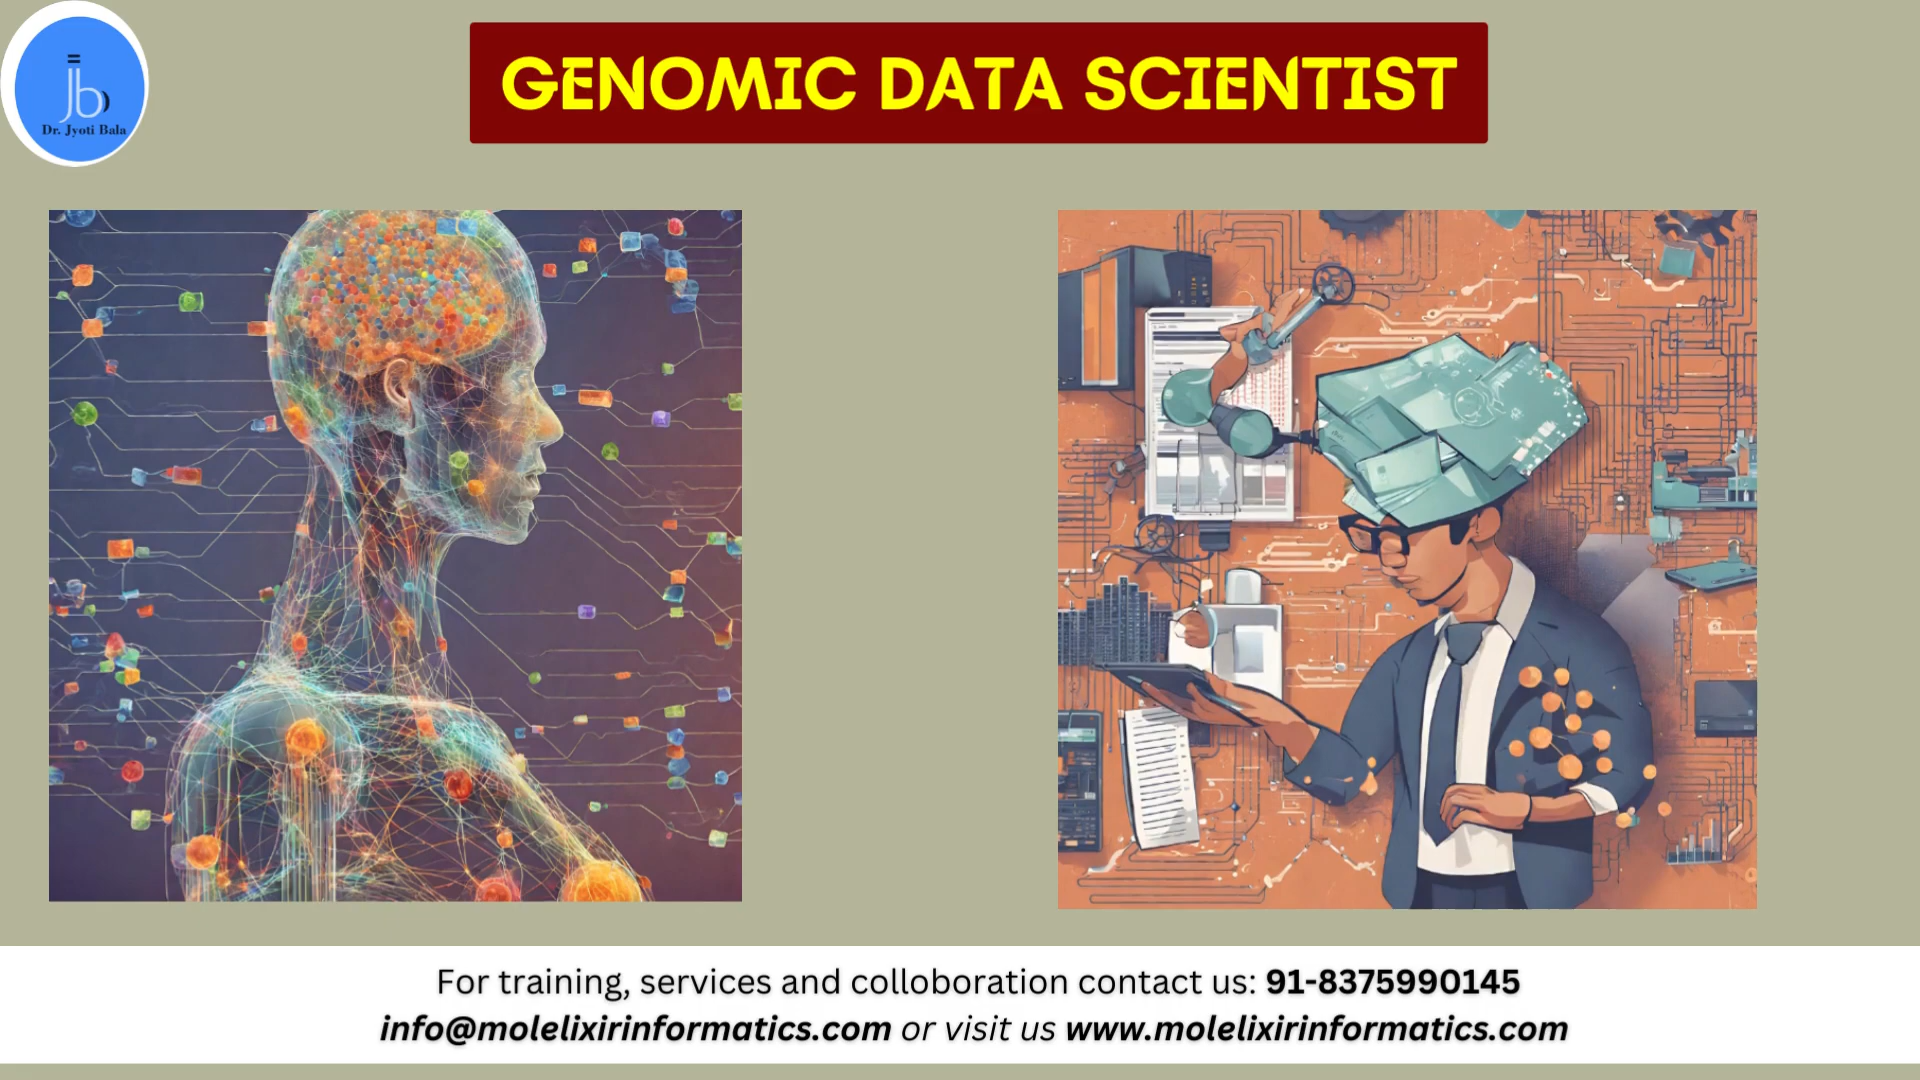 GENOMIC DATA SCIENTIST
jb
Dr. Jyoti Bala
For training, services and colloboration contact us: 91-8375990145
info@molelixirinformatics.com or visit us www.molelixirinformatics.com